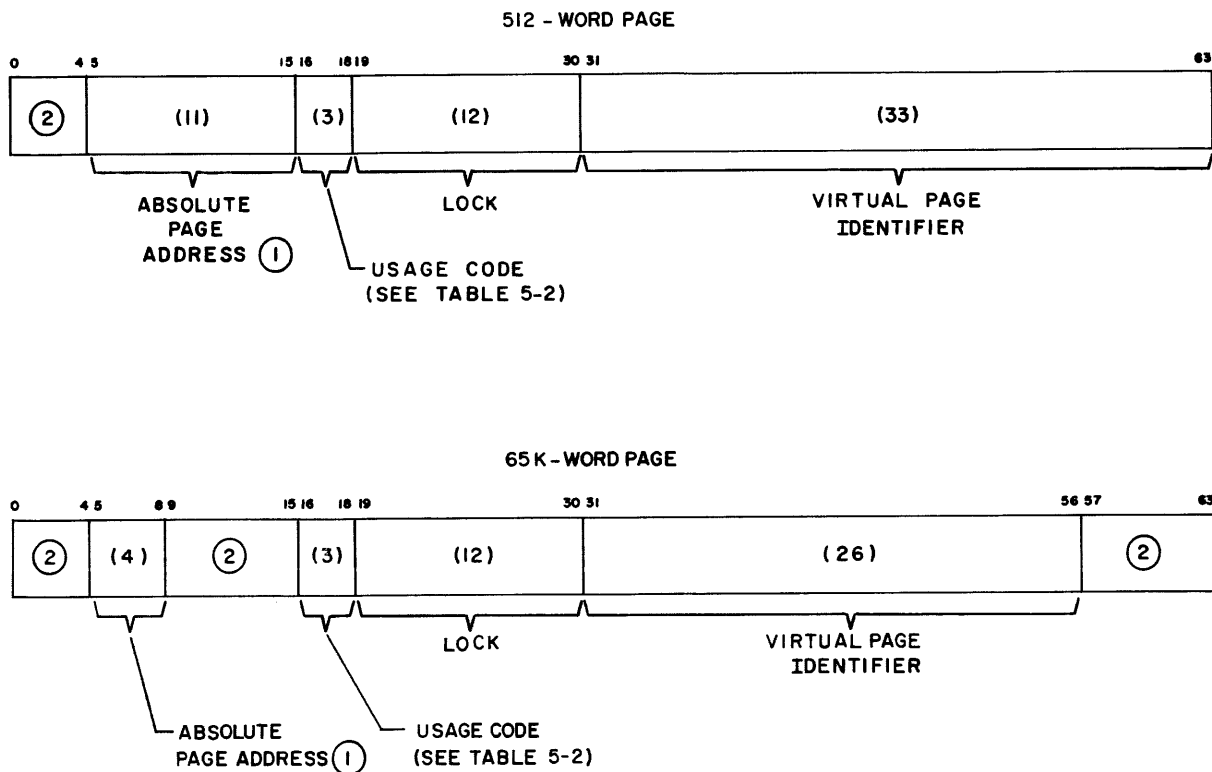 512 - WORD PAGE
0 4 5 15 16 18 19 30 31 63
② (11) (3) (12) (33)
ABSOLUTE
PAGE
ADDRESS ①
LOCK
VIRTUAL PAGE
IDENTIFIER
USAGE CODE
(SEE TABLE 5-2)
65K-WORD PAGE
0 4 5 8 9 15 16 18 19 30 31 56 57 63
② (4) ② (3) (12) (26) ②
LOCK
VIRTUAL PAGE
IDENTIFIER
ABSOLUTE
PAGE ADDRESS ①
USAGE CODE
(SEE TABLE 5-2)